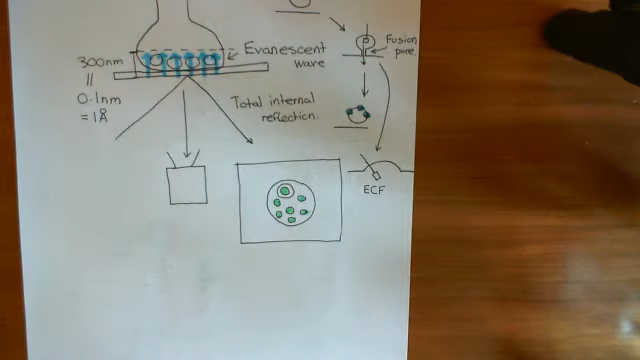 300nm
||
0.1nm
= 1Å
Evanescent
wave
Total internal
reflection.
Fusion
pore.
ECF